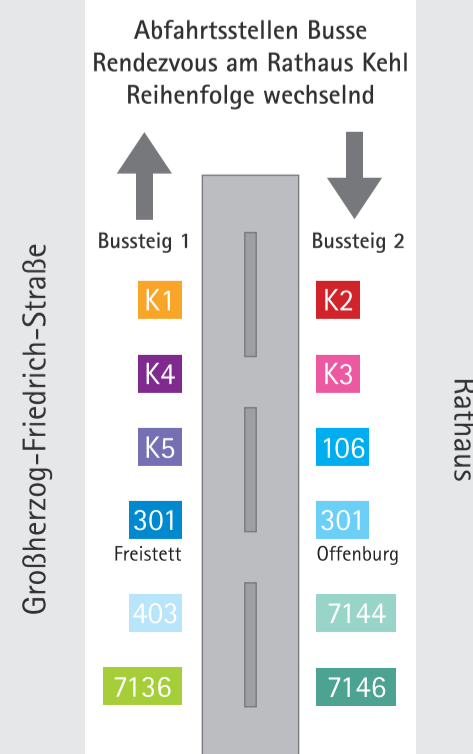 Abfahrtsstellen Busse
Rendezvous am Rathaus Kehl
Reihenfolge wechselnd
Großherzog-Friedrich-Straße
Bussteig 1
K1
K4
K5
301
Freistett
403
7136
Bussteig 2
K2
K3
106
301
Offenburg
7144
7146
Rathaus